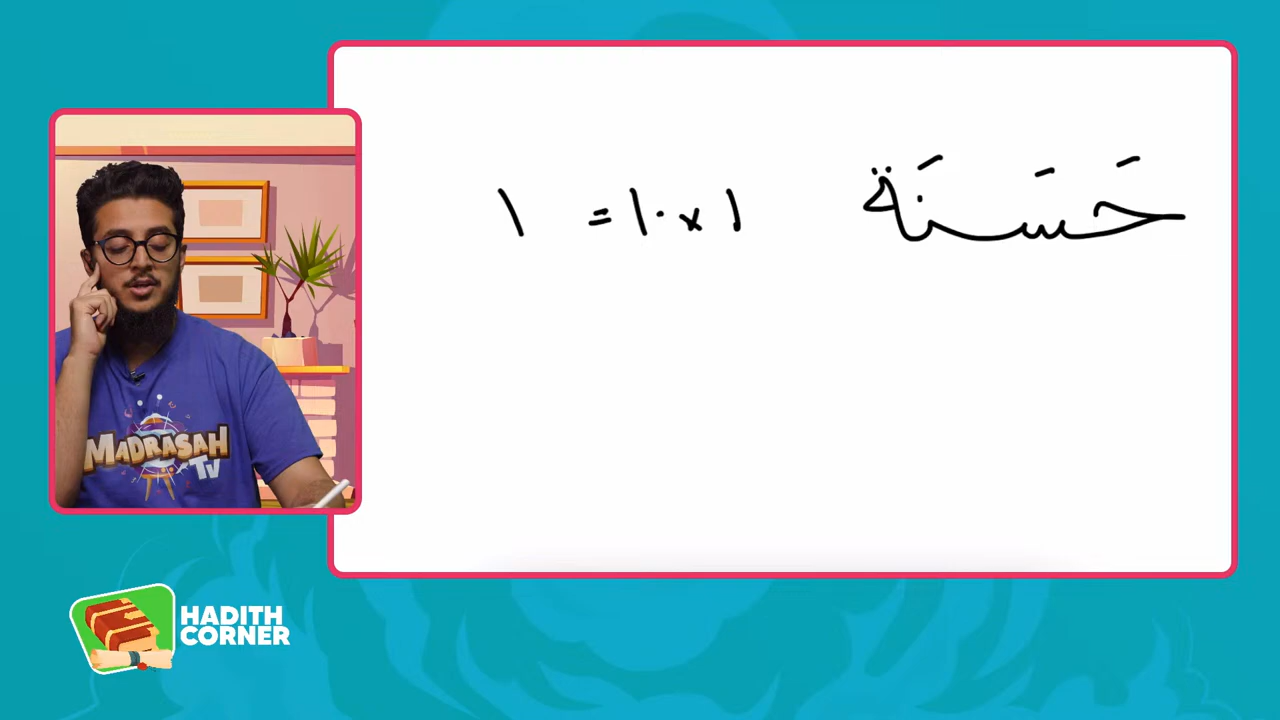 حَسَنَة ١ × ١٠ = ١
MADRASAH
TV
HADITH
CORNER